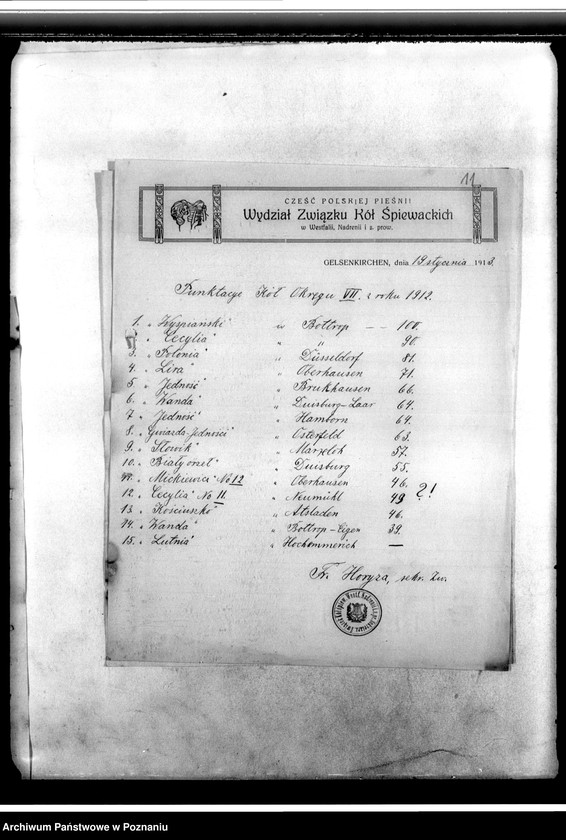 11
CZEŚĆ POLSKIEJ PIEŚNI!
Wydział Związku Kół Śpiewackich
w Westfalii, Nadrenii i s. prow.
GELSENKIRCHEN, dnia 19 stycznia 1913.
Punktacye Kół Okręgu VII. z roku 1912.
1. „Wyspiański" w Bottrop -- 100.
„Cecylia" „ „ 90.
3. „Polonia" „ Düsseldorf 81.
4. „Lira" „ Oberhausen 71.
5. „Jedność" „ Bruckhausen 66.
6. „Wanda" „ Duisburg-Laar 64.
7. „Jedność" „ Hamborn 64.
8. „Gwiazda-Jedności" „ Osterfeld 63.
9. „Słowik" „ Marxloh 57.
10. „Biały orzeł" „ Duisburg 55.
11. „Mickiewicz" No 12 „ Oberhausen 46.
12. „Cecylia" No 11. „ Neumühl 49 ?!
13. „Kościuszko" „ Alstaden 46.
14. „Wanda" „ Bottrop-Eigen 39.
15. „Lutnia" „ Hochemmerich —
Fr. Horyza, sekr. Zw.
Archiwum Państwowe w Poznaniu